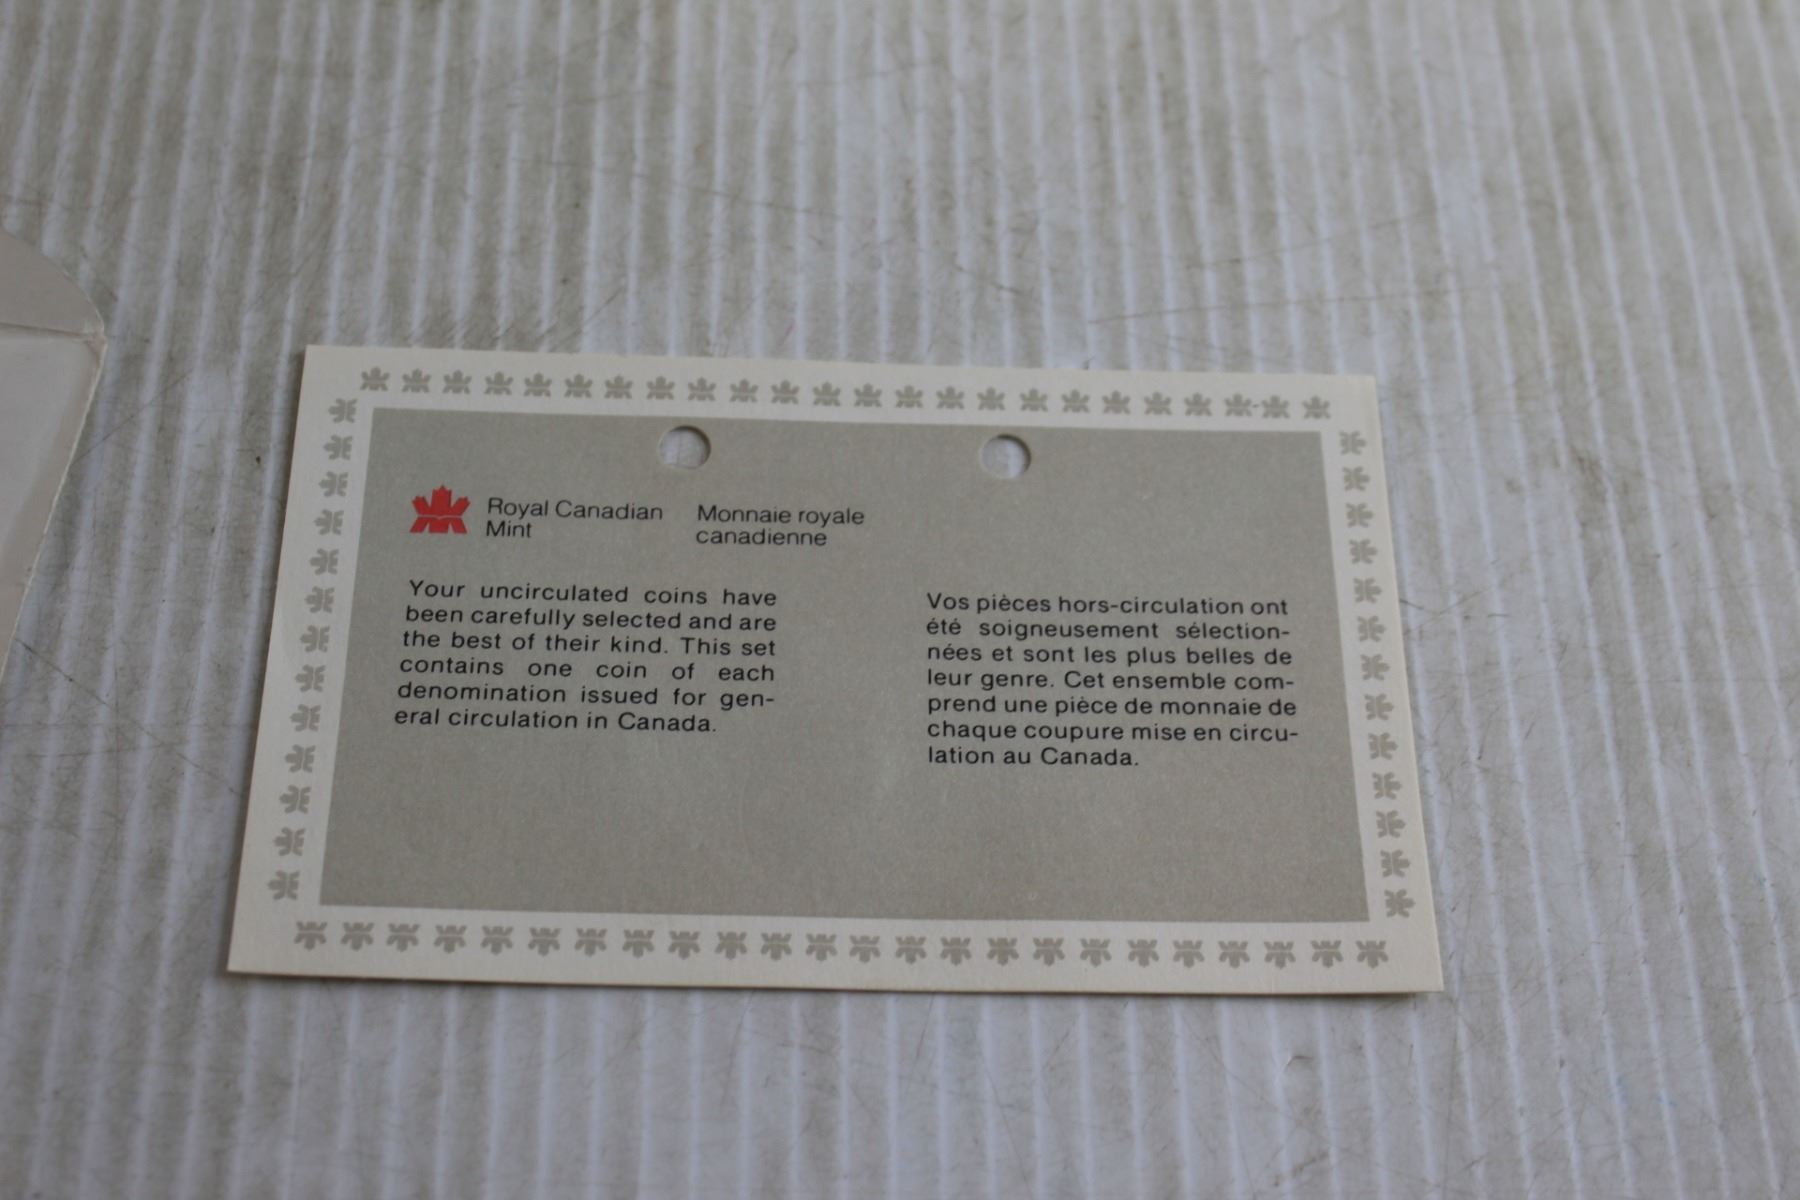 Royal Canadian
Mint
Monnaie royale
canadienne
Your uncirculated coins have
been carefully selected and are
the best of their kind. This set
contains one coin of each
denomination issued for gen-
eral circulation in Canada.
Vos pièces hors-circulation ont
été soigneusement sélection-
nées et sont les plus belles de
leur genre. Cet ensemble com-
prend une pièce de monnaie de
chaque coupure mise en circu-
lation au Canada.